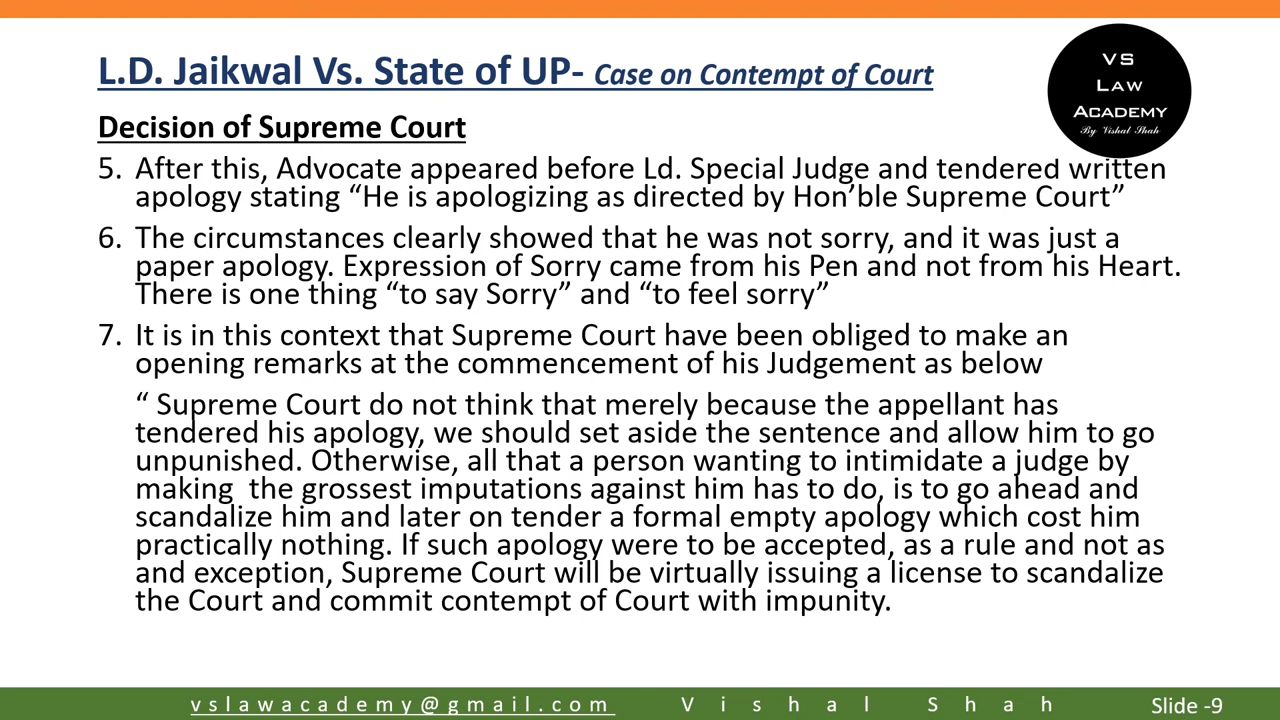 L.D. Jaikwal Vs. State of UP- Case on Contempt of Court
VS
LAW
ACADEMY
By Vishal Shah
Decision of Supreme Court
5. After this, Advocate appeared before Ld. Special Judge and tendered written
apology stating “He is apologizing as directed by Hon’ble Supreme Court”
6. The circumstances clearly showed that he was not sorry, and it was just a
paper apology. Expression of Sorry came from his Pen and not from his Heart.
There is one thing “to say Sorry” and “to feel sorry”
7. It is in this context that Supreme Court have been obliged to make an
opening remarks at the commencement of his Judgement as below
“ Supreme Court do not think that merely because the appellant has
tendered his apology, we should set aside the sentence and allow him to go
unpunished. Otherwise, all that a person wanting to intimidate a judge by
making the grossest imputations against him has to do, is to go ahead and
scandalize him and later on tender a formal empty apology which cost him
practically nothing. If such apology were to be accepted, as a rule and not as
and exception, Supreme Court will be virtually issuing a license to scandalize
the Court and commit contempt of Court with impunity.
vslawacademy@gmail.com Vishal Shah Slide -9